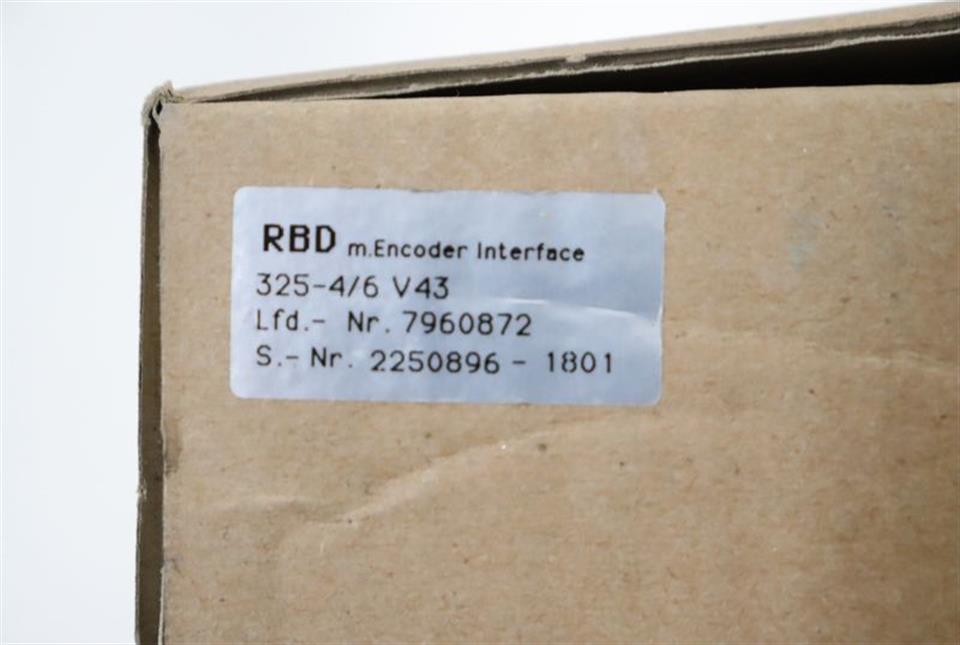 RBD m.Encoder Interface
325-4/6 V43
Lfd.- Nr. 7960872
S.- Nr. 2250896 - 1801